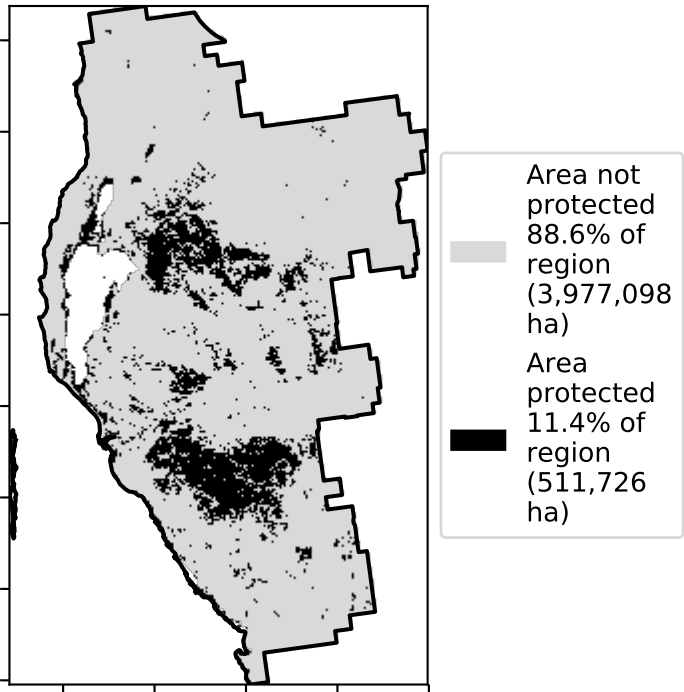 Area not
protected
88.6% of
region
(3,977,098
ha)
Area
protected
11.4% of
region
(511,726
ha)